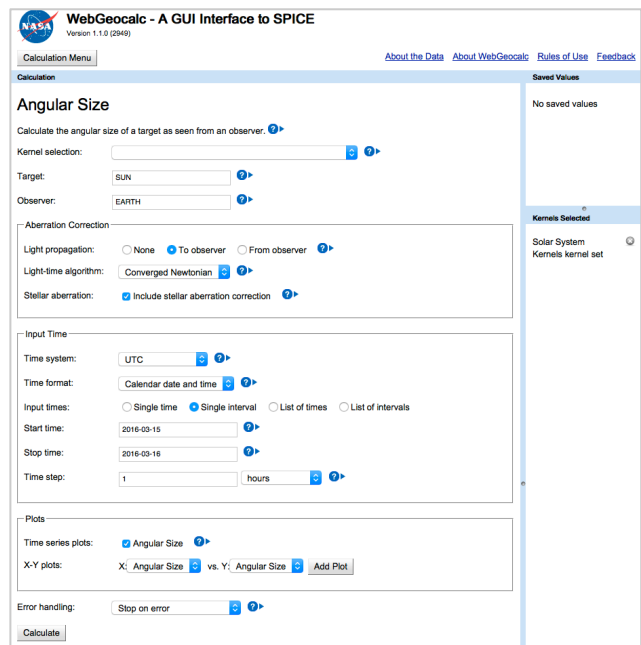 NASA
WebGeocalc - A GUI Interface to SPICE
Version 1.1.0 (2949)
Calculation Menu
About the Data About WebGeocalc Rules of Use Feedback
Calculation
Saved Values
Angular Size
No saved values
Calculate the angular size of a target as seen from an observer. ?
Kernel selection: ?
Target: SUN ?
Observer: EARTH ?
Kernels Selected
Solar System
Kernels kernel set
Aberration Correction
Light propagation: None To observer From observer ?
Light-time algorithm: Converged Newtonian ?
Stellar aberration: Include stellar aberration correction ?
Input Time
Time system: UTC ?
Time format: Calendar date and time ?
Input times: Single time Single interval List of times List of intervals
Start time: 2016-03-15 ?
Stop time: 2016-03-16 ?
Time step: 1 hours ?
Plots
Time series plots: Angular Size ?
X-Y plots: X: Angular Size vs. Y: Angular Size Add Plot
Error handling: Stop on error ?
Calculate